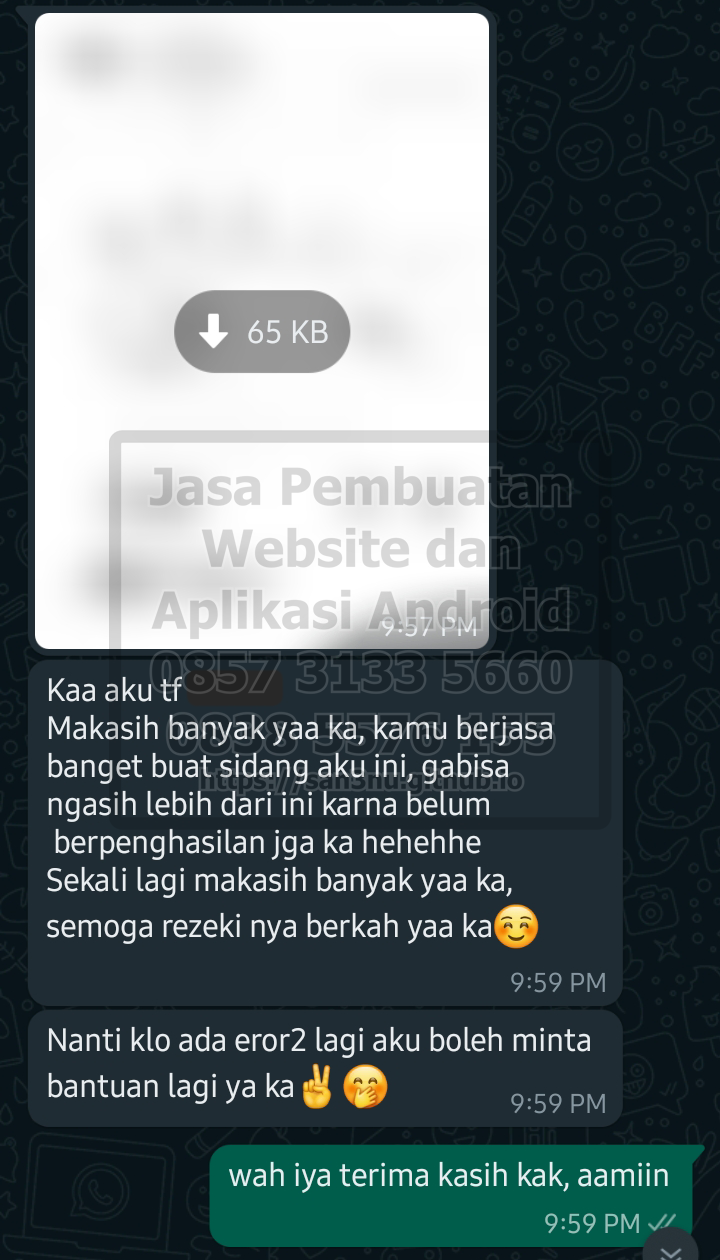 65 KB
9:57 PM
Jasa Pembuatan
Website dan
Aplikasi Android
0857 3133 5660
Kaa aku tf
Makasih banyak yaa ka, kamu berjasa
banget buat sidang aku ini, gabisa
ngasih lebih dari ini karna belum
berpenghasilan jga ka hehehhe
Sekali lagi makasih banyak yaa ka,
semoga rezeki nya berkah yaa ka😊
9:59 PM
Nanti klo ada eror2 lagi aku boleh minta
bantuan lagi ya ka✌️🤭
9:59 PM
wah iya terima kasih kak, aamiin
9:59 PM